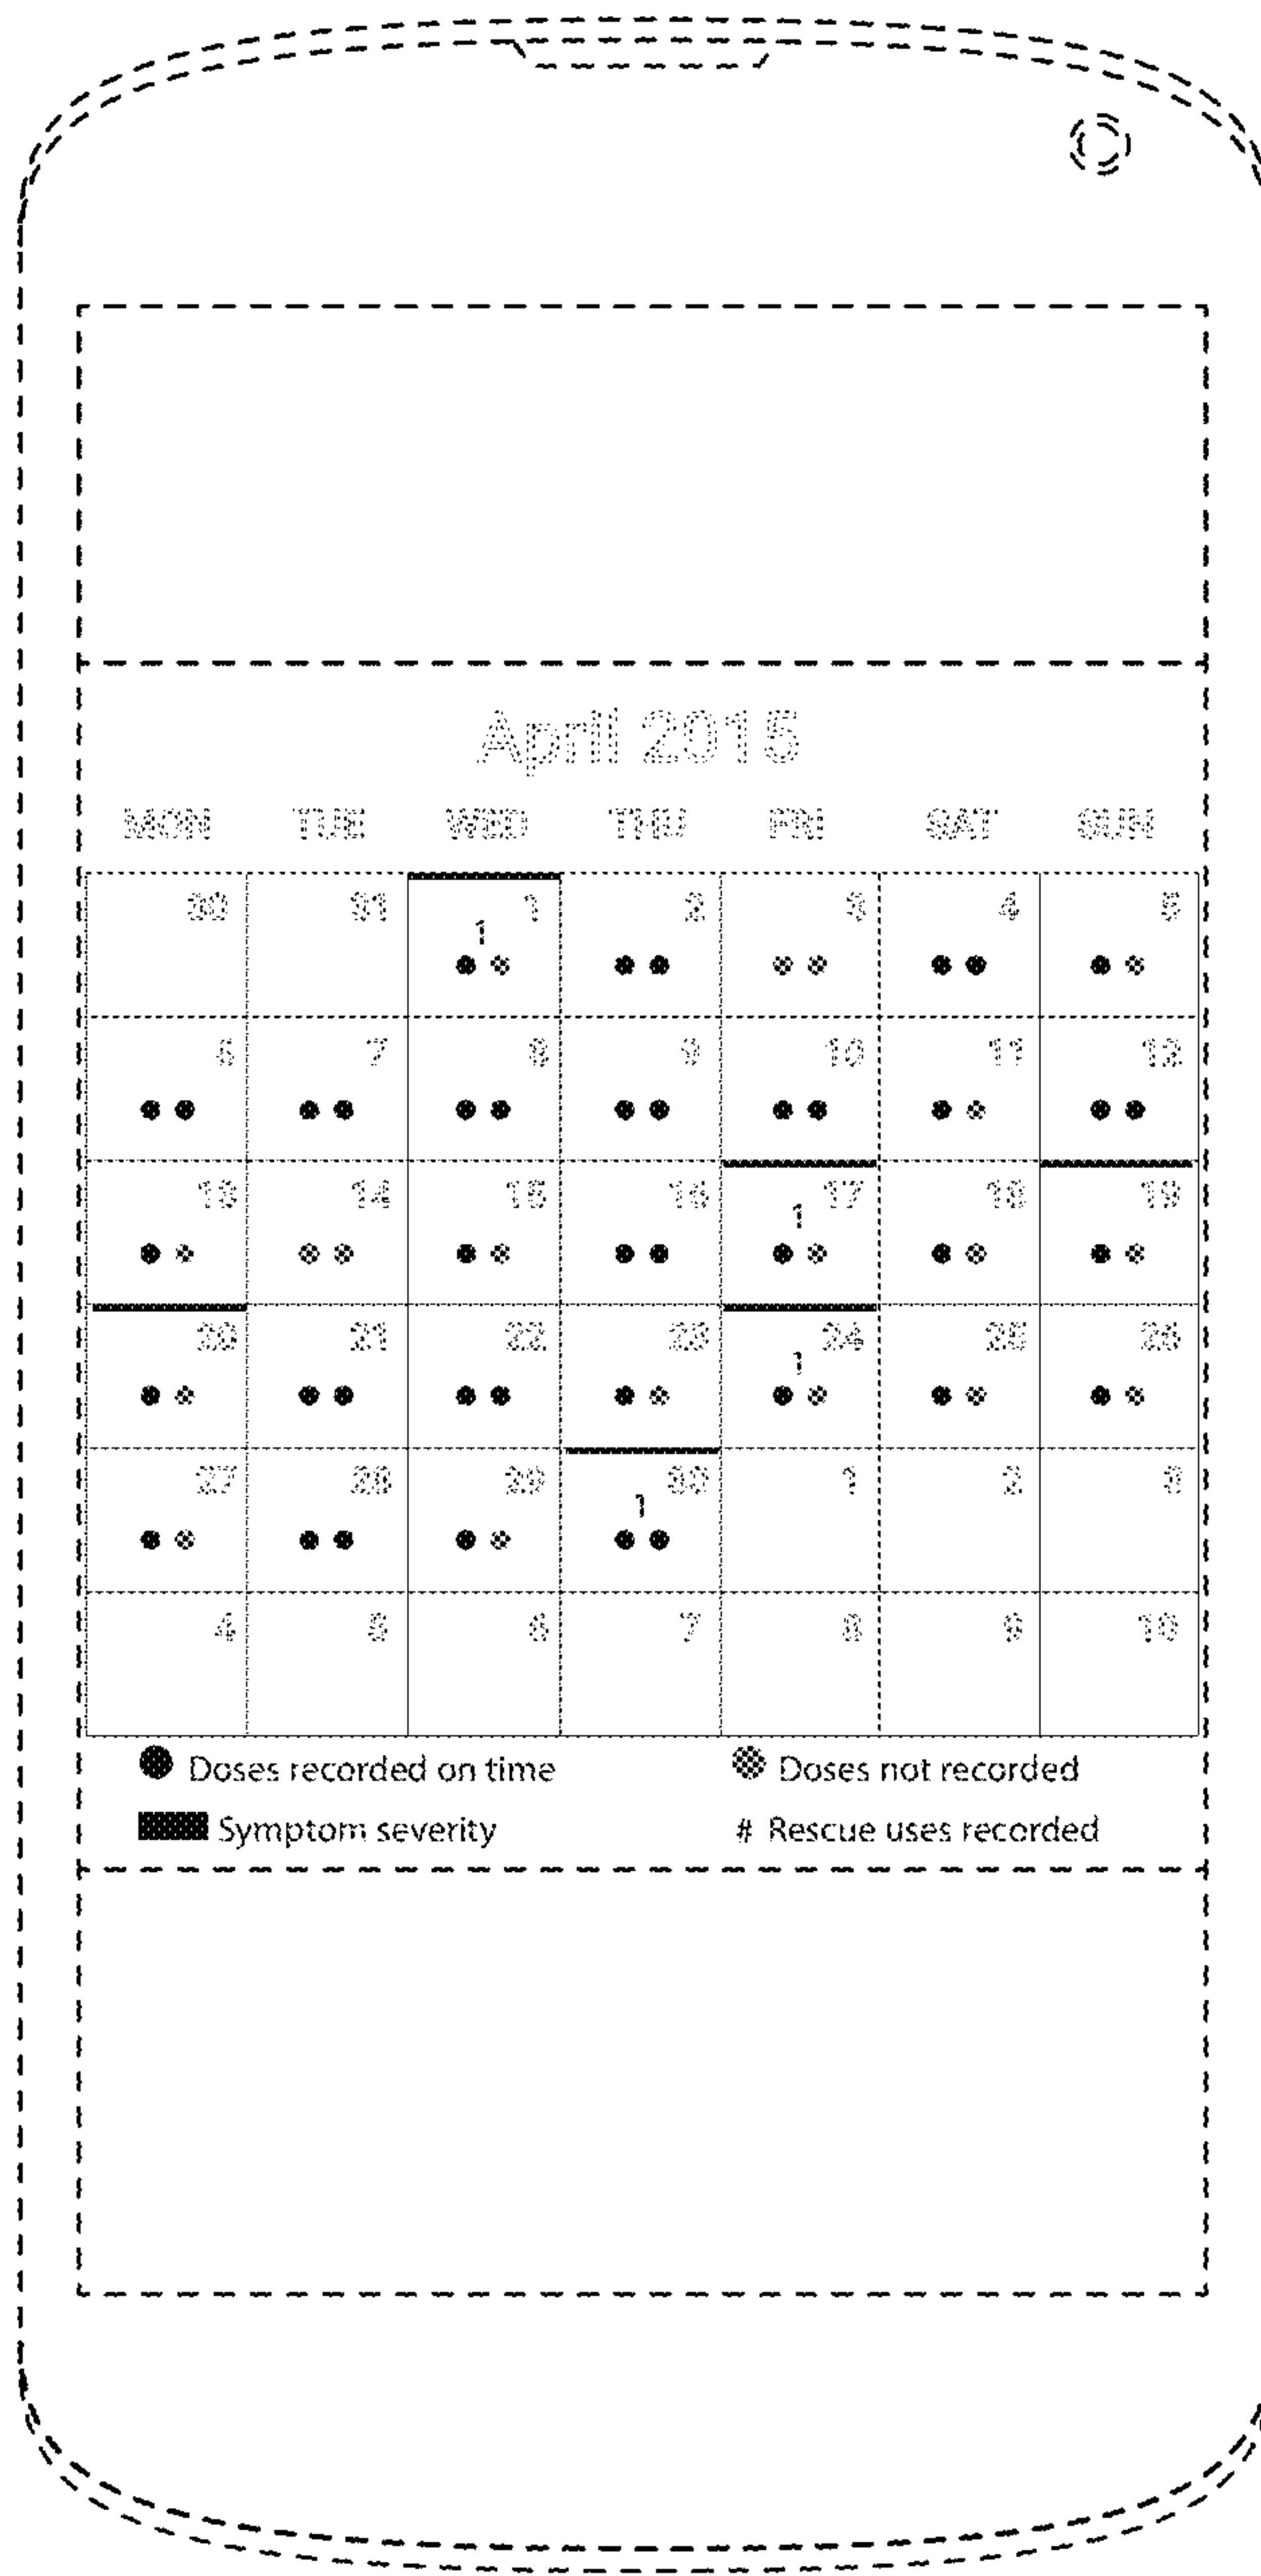 April 2015
MON TUE WED THU FRI SAT SUN
30 31 1 2 3 4 5
1
6 7 8 9 10 11 12
13 14 15 16 17 18 19
1
20 21 22 23 24 25 26
1
27 28 29 30 1 2 3
1
4 5 6 7 8 9 10
Doses recorded on time Doses not recorded
Symptom severity # Rescue uses recorded